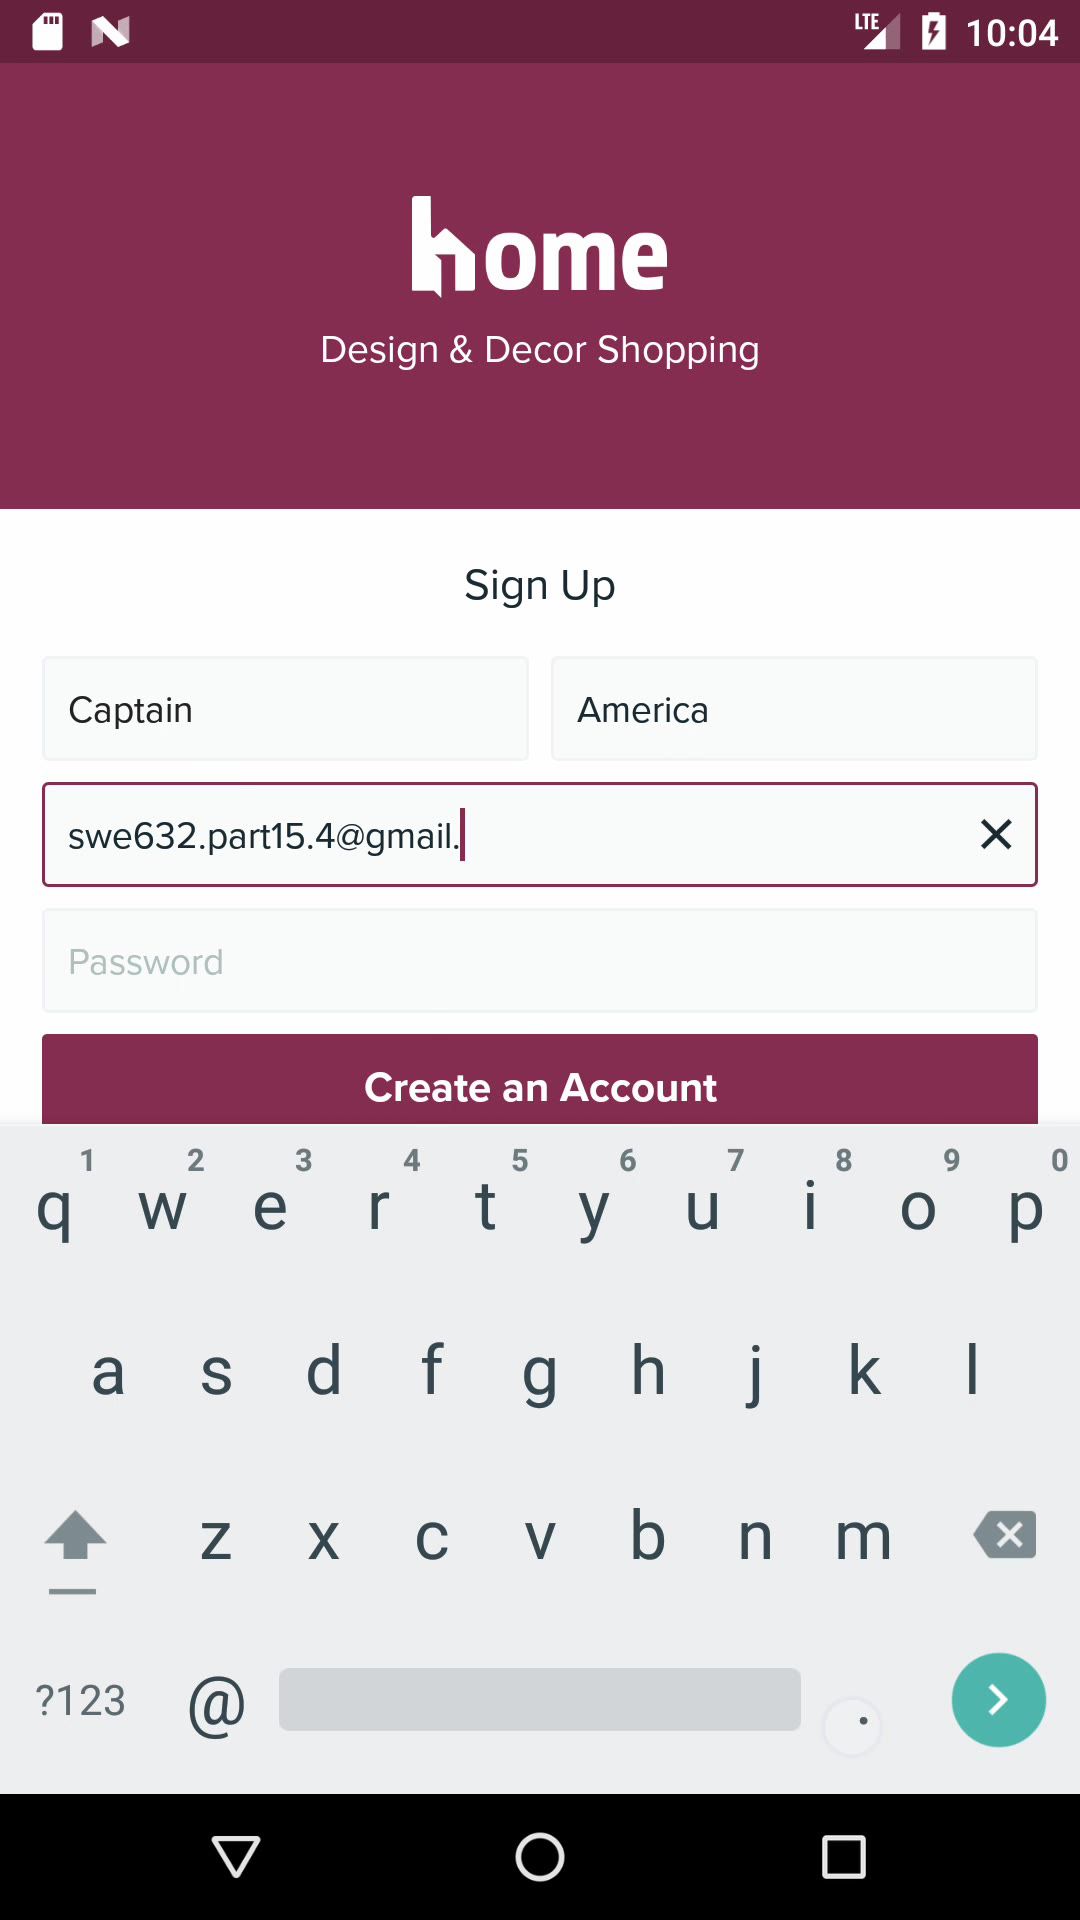 LTE 10:04
home
Design & Decor Shopping
Sign Up
Captain America
swe632.part15.4@gmail.
Password
Create an Account
1 2 3 4 5 6 7 8 9 0
q w e r t y u i o p
a s d f g h j k l
z x c v b n m
?123 @ .